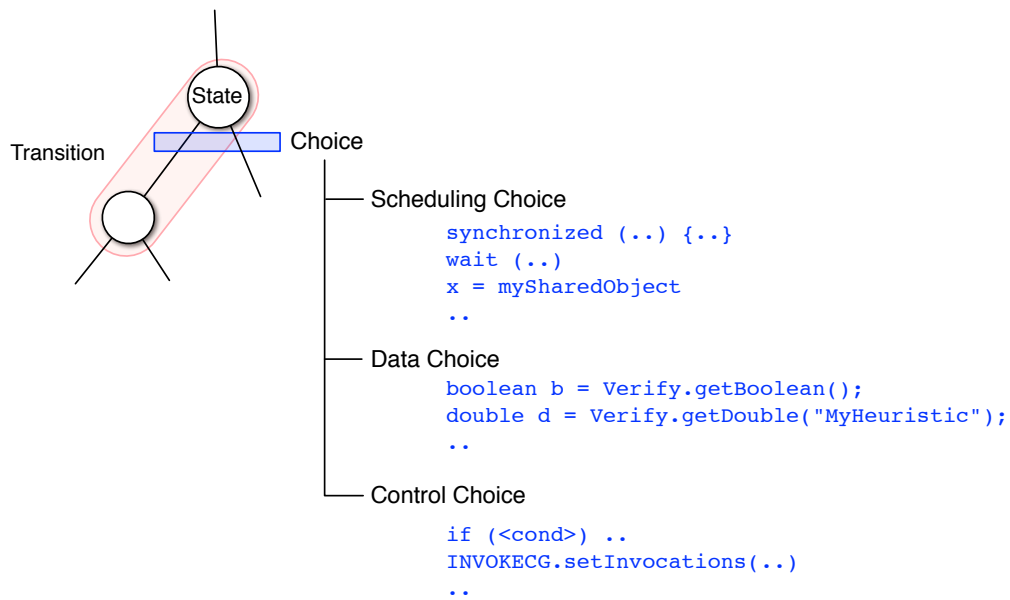 State
Transition
Choice
Scheduling Choice
synchronized (..) {..}
wait (..)
x = mySharedObject
..
Data Choice
boolean b = Verify.getBoolean();
double d = Verify.getDouble("MyHeuristic");
..
Control Choice
if (<cond>) ..
INVOKECG.setInvocations(..)
..